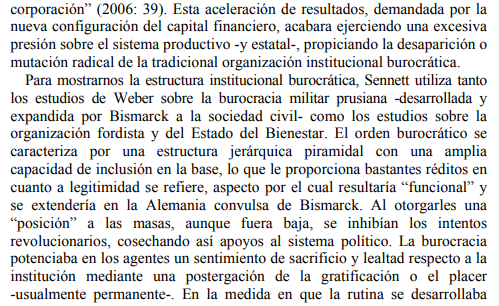 corporación” (2006: 39). Esta aceleración de resultados, demandada por la
nueva configuración del capital financiero, acabara ejerciendo una excesiva
presión sobre el sistema productivo -y estatal-, propiciando la desaparición o
mutación radical de la tradicional organización institucional burocrática.
Para mostrarnos la estructura institucional burocrática, Sennett utiliza tanto
los estudios de Weber sobre la burocracia militar prusiana -desarrollada y
expandida por Bismarck a la sociedad civil- como los estudios sobre la
organización fordista y del Estado del Bienestar. El orden burocrático se
caracteriza por una estructura jerárquica piramidal con una amplia
capacidad de inclusión en la base, lo que le proporciona bastantes réditos en
cuanto a legitimidad se refiere, aspecto por el cual resultaría “funcional” y
se extendería en la Alemania convulsa de Bismarck. Al otorgarles una
“posición” a las masas, aunque fuera baja, se inhibían los intentos
revolucionarios, cosechando así apoyos al sistema político. La burocracia
potenciaba en los agentes un sentimiento de sacrificio y lealtad respecto a la
institución mediante una postergación de la gratificación o el placer
-usualmente permanente-. En la medida en que la rutina se desarrollaba